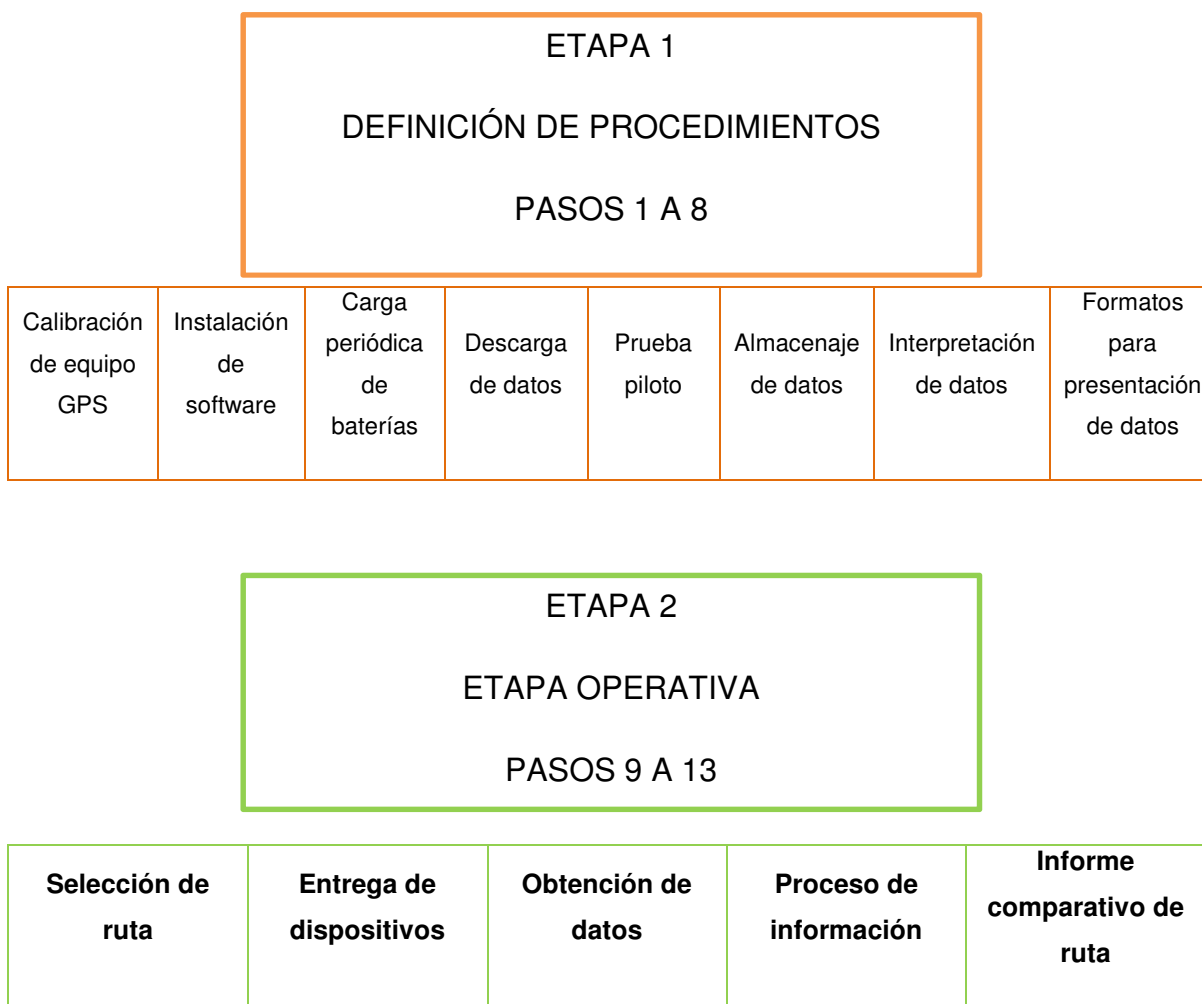 ETAPA 1
DEFINICIÓN DE PROCEDIMIENTOS
PASOS 1 A 8
Calibración
de equipo
GPS
Instalación
de
software
Carga
periódica
de
baterías
Descarga
de datos
Prueba
piloto
Almacenaje
de datos
Interpretación
de datos
Formatos
para
presentación
de datos
ETAPA 2
ETAPA OPERATIVA
PASOS 9 A 13
Selección de
ruta
Entrega de
dispositivos
Obtención de
datos
Proceso de
información
Informe
comparativo de
ruta